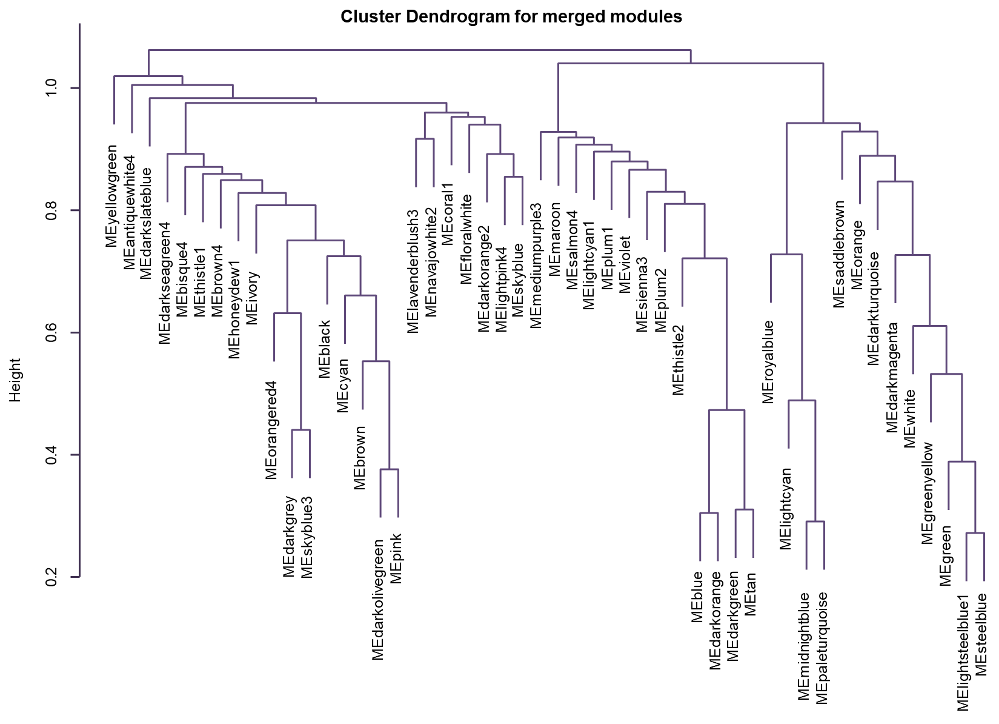 Cluster Dendrogram for merged modules
Height
1.0
0.8
0.6
0.4
0.2
MEyellowgreen
MEantiquewhite4
MEdarkslateblue
MEdarkseagreen4
MEbisque4
MEthistle1
MEbrown4
MEhoneydew1
MEivory
MEorangered4
MEdarkgrey
MEskyblue3
MEblack
MEcyan
MEbrown
MEdarkolivegreen
MEpink
MElavenderblush3
MEnavajowhite2
MEcoral1
MEfloralwhite
MEdarkorange2
MElightpink4
MEskyblue
MEmediumpurple3
MEmaroon
MEsalmon4
MElightcyan1
MEplum1
MEviolet
MEsienna3
MEplum2
MEthistle2
MEblue
MEdarkorange
MEdarkgreen
MEtan
MEroyalblue
MElightcyan
MEmidnightblue
MEpaleturquoise
MEsaddlebrown
MEorange
MEdarkturquoise
MEdarkmagenta
MEwhite
MEgreenyellow
MEgreen
MElightsteelblue1
MEsteelblue